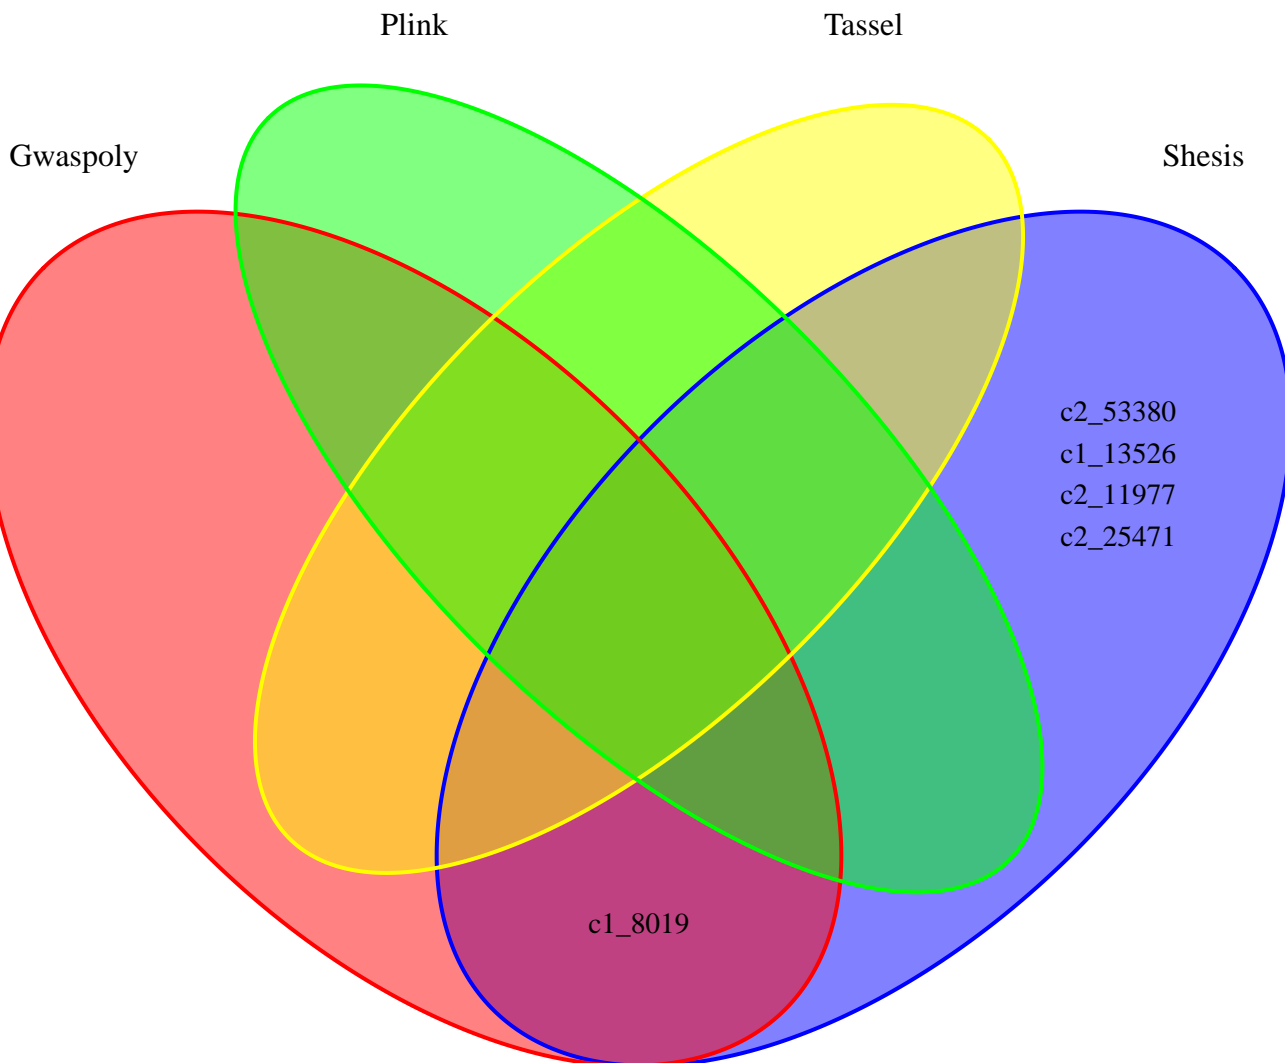 Plink
Tassel
Gwaspoly
Shesis
c2_53380
c1_13526
c2_11977
c2_25471
c1_8019